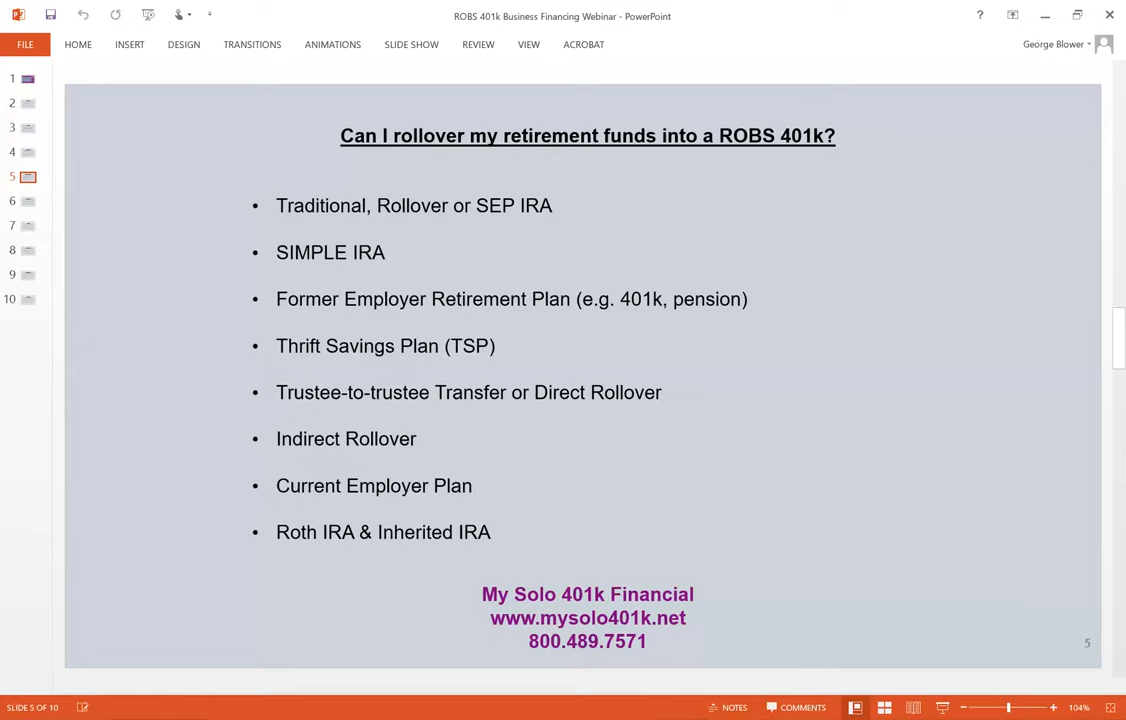 ROBS 401k Business Financing Webinar - PowerPoint
?
FILE HOME INSERT DESIGN TRANSITIONS ANIMATIONS SLIDE SHOW REVIEW VIEW ACROBAT George Blower
1
2
3
4
5
6
7
8
9
10
Can I rollover my retirement funds into a ROBS 401k?
• Traditional, Rollover or SEP IRA
• SIMPLE IRA
• Former Employer Retirement Plan (e.g. 401k, pension)
• Thrift Savings Plan (TSP)
• Trustee-to-trustee Transfer or Direct Rollover
• Indirect Rollover
• Current Employer Plan
• Roth IRA & Inherited IRA
My Solo 401k Financial
www.mysolo401k.net
800.489.7571
5
SLIDE 5 OF 10 NOTES COMMENTS 104%